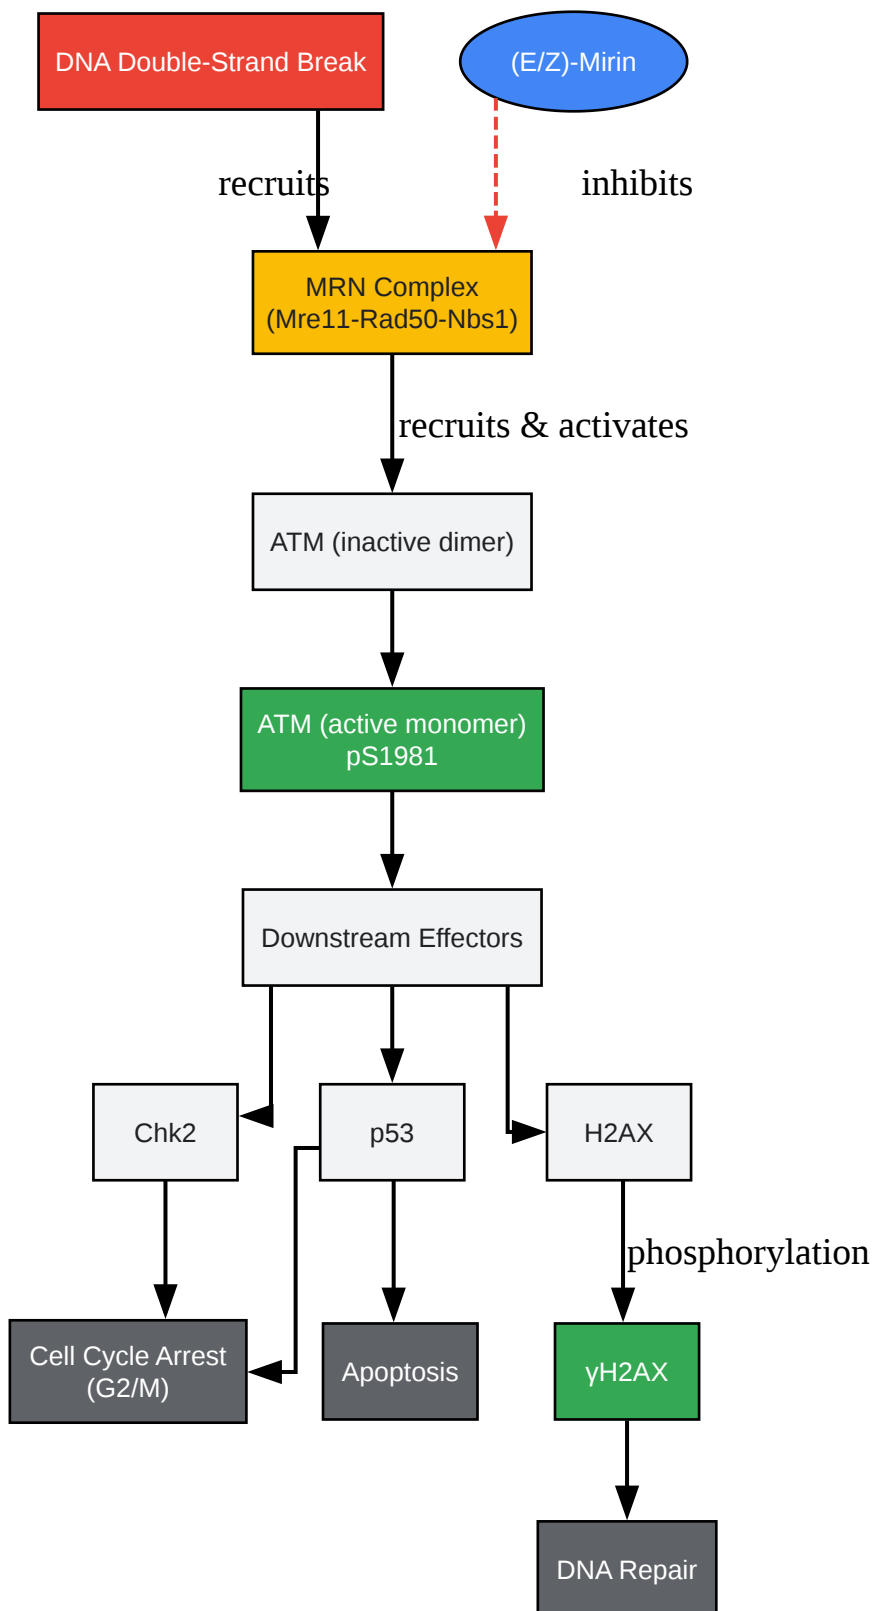 DNA Double-Strand Break
(E/Z)-Mirin
recruits
inhibits
MRN Complex
(Mre11-Rad50-Nbs1)
recruits & activates
ATM (inactive dimer)
ATM (active monomer)
pS1981
Downstream Effectors
Chk2
p53
H2AX
phosphorylation
Cell Cycle Arrest
(G2/M)
Apoptosis
γH2AX
DNA Repair